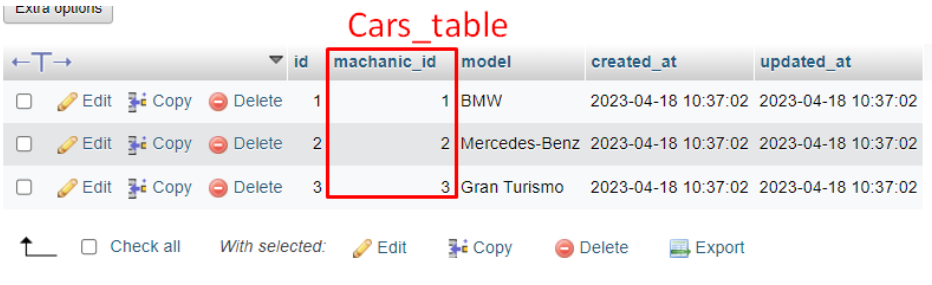 Extra options
Cars_table
←T→ id machanic_id model created_at updated_at
Edit Copy Delete 1 1 BMW 2023-04-18 10:37:02 2023-04-18 10:37:02
Edit Copy Delete 2 2 Mercedes-Benz 2023-04-18 10:37:02 2023-04-18 10:37:02
Edit Copy Delete 3 3 Gran Turismo 2023-04-18 10:37:02 2023-04-18 10:37:02
Check all With selected: Edit Copy Delete Export